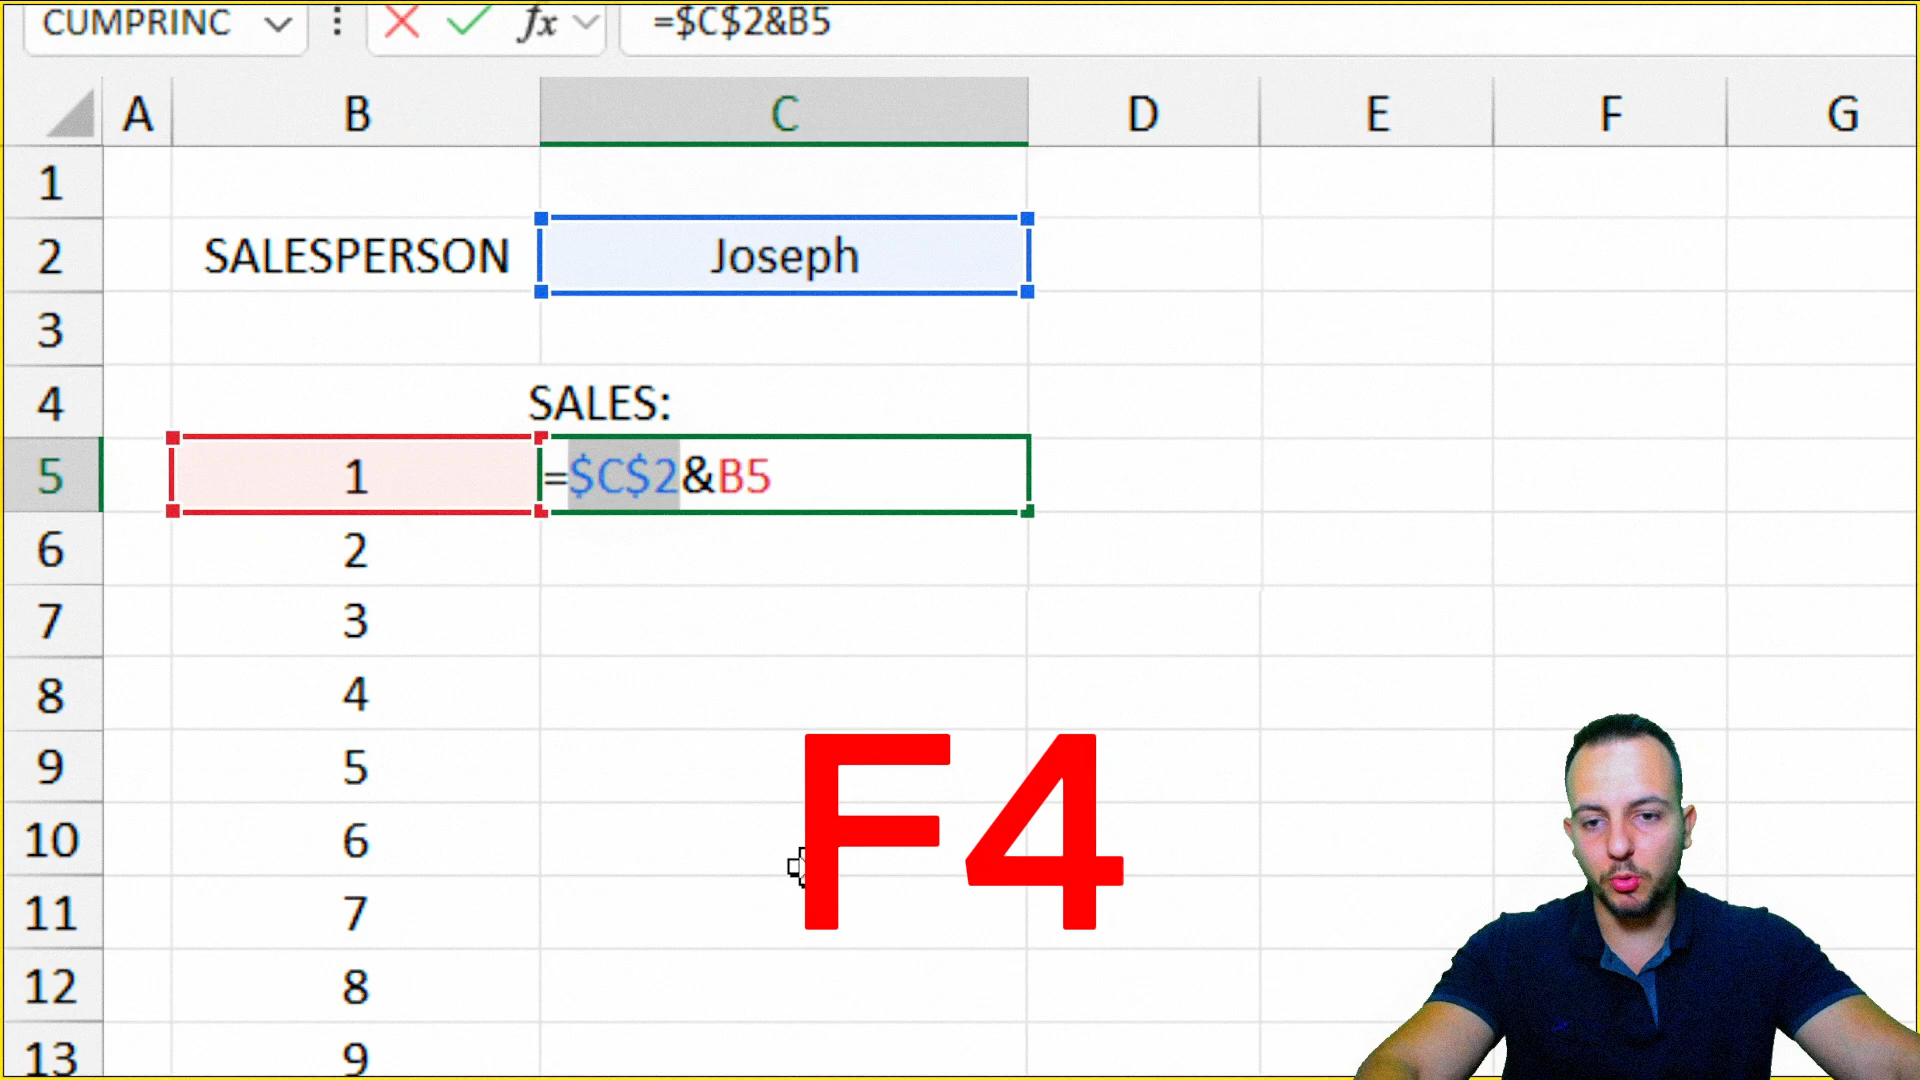 CUMPRINC fx =$C$2&B5
A B C D E F G
1
2 SALESPERSON Joseph
3
4 SALES:
5 1 =$C$2&B5
6 2
7 3
8 4
9 5
10 6
11 7
12 8
13 9
F4